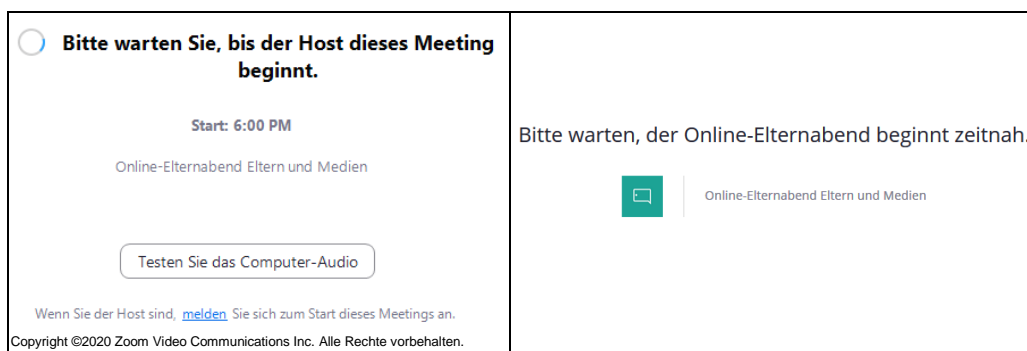 Bitte warten Sie, bis der Host dieses Meeting
beginnt.
Start: 6:00 PM
Online-Elternabend Eltern und Medien
Testen Sie das Computer-Audio
Wenn Sie der Host sind, melden Sie sich zum Start dieses Meetings an.
Copyright ©2020 Zoom Video Communications Inc. Alle Rechte vorbehalten.
Bitte warten, der Online-Elternabend beginnt zeitnah.
Online-Elternabend Eltern und Medien